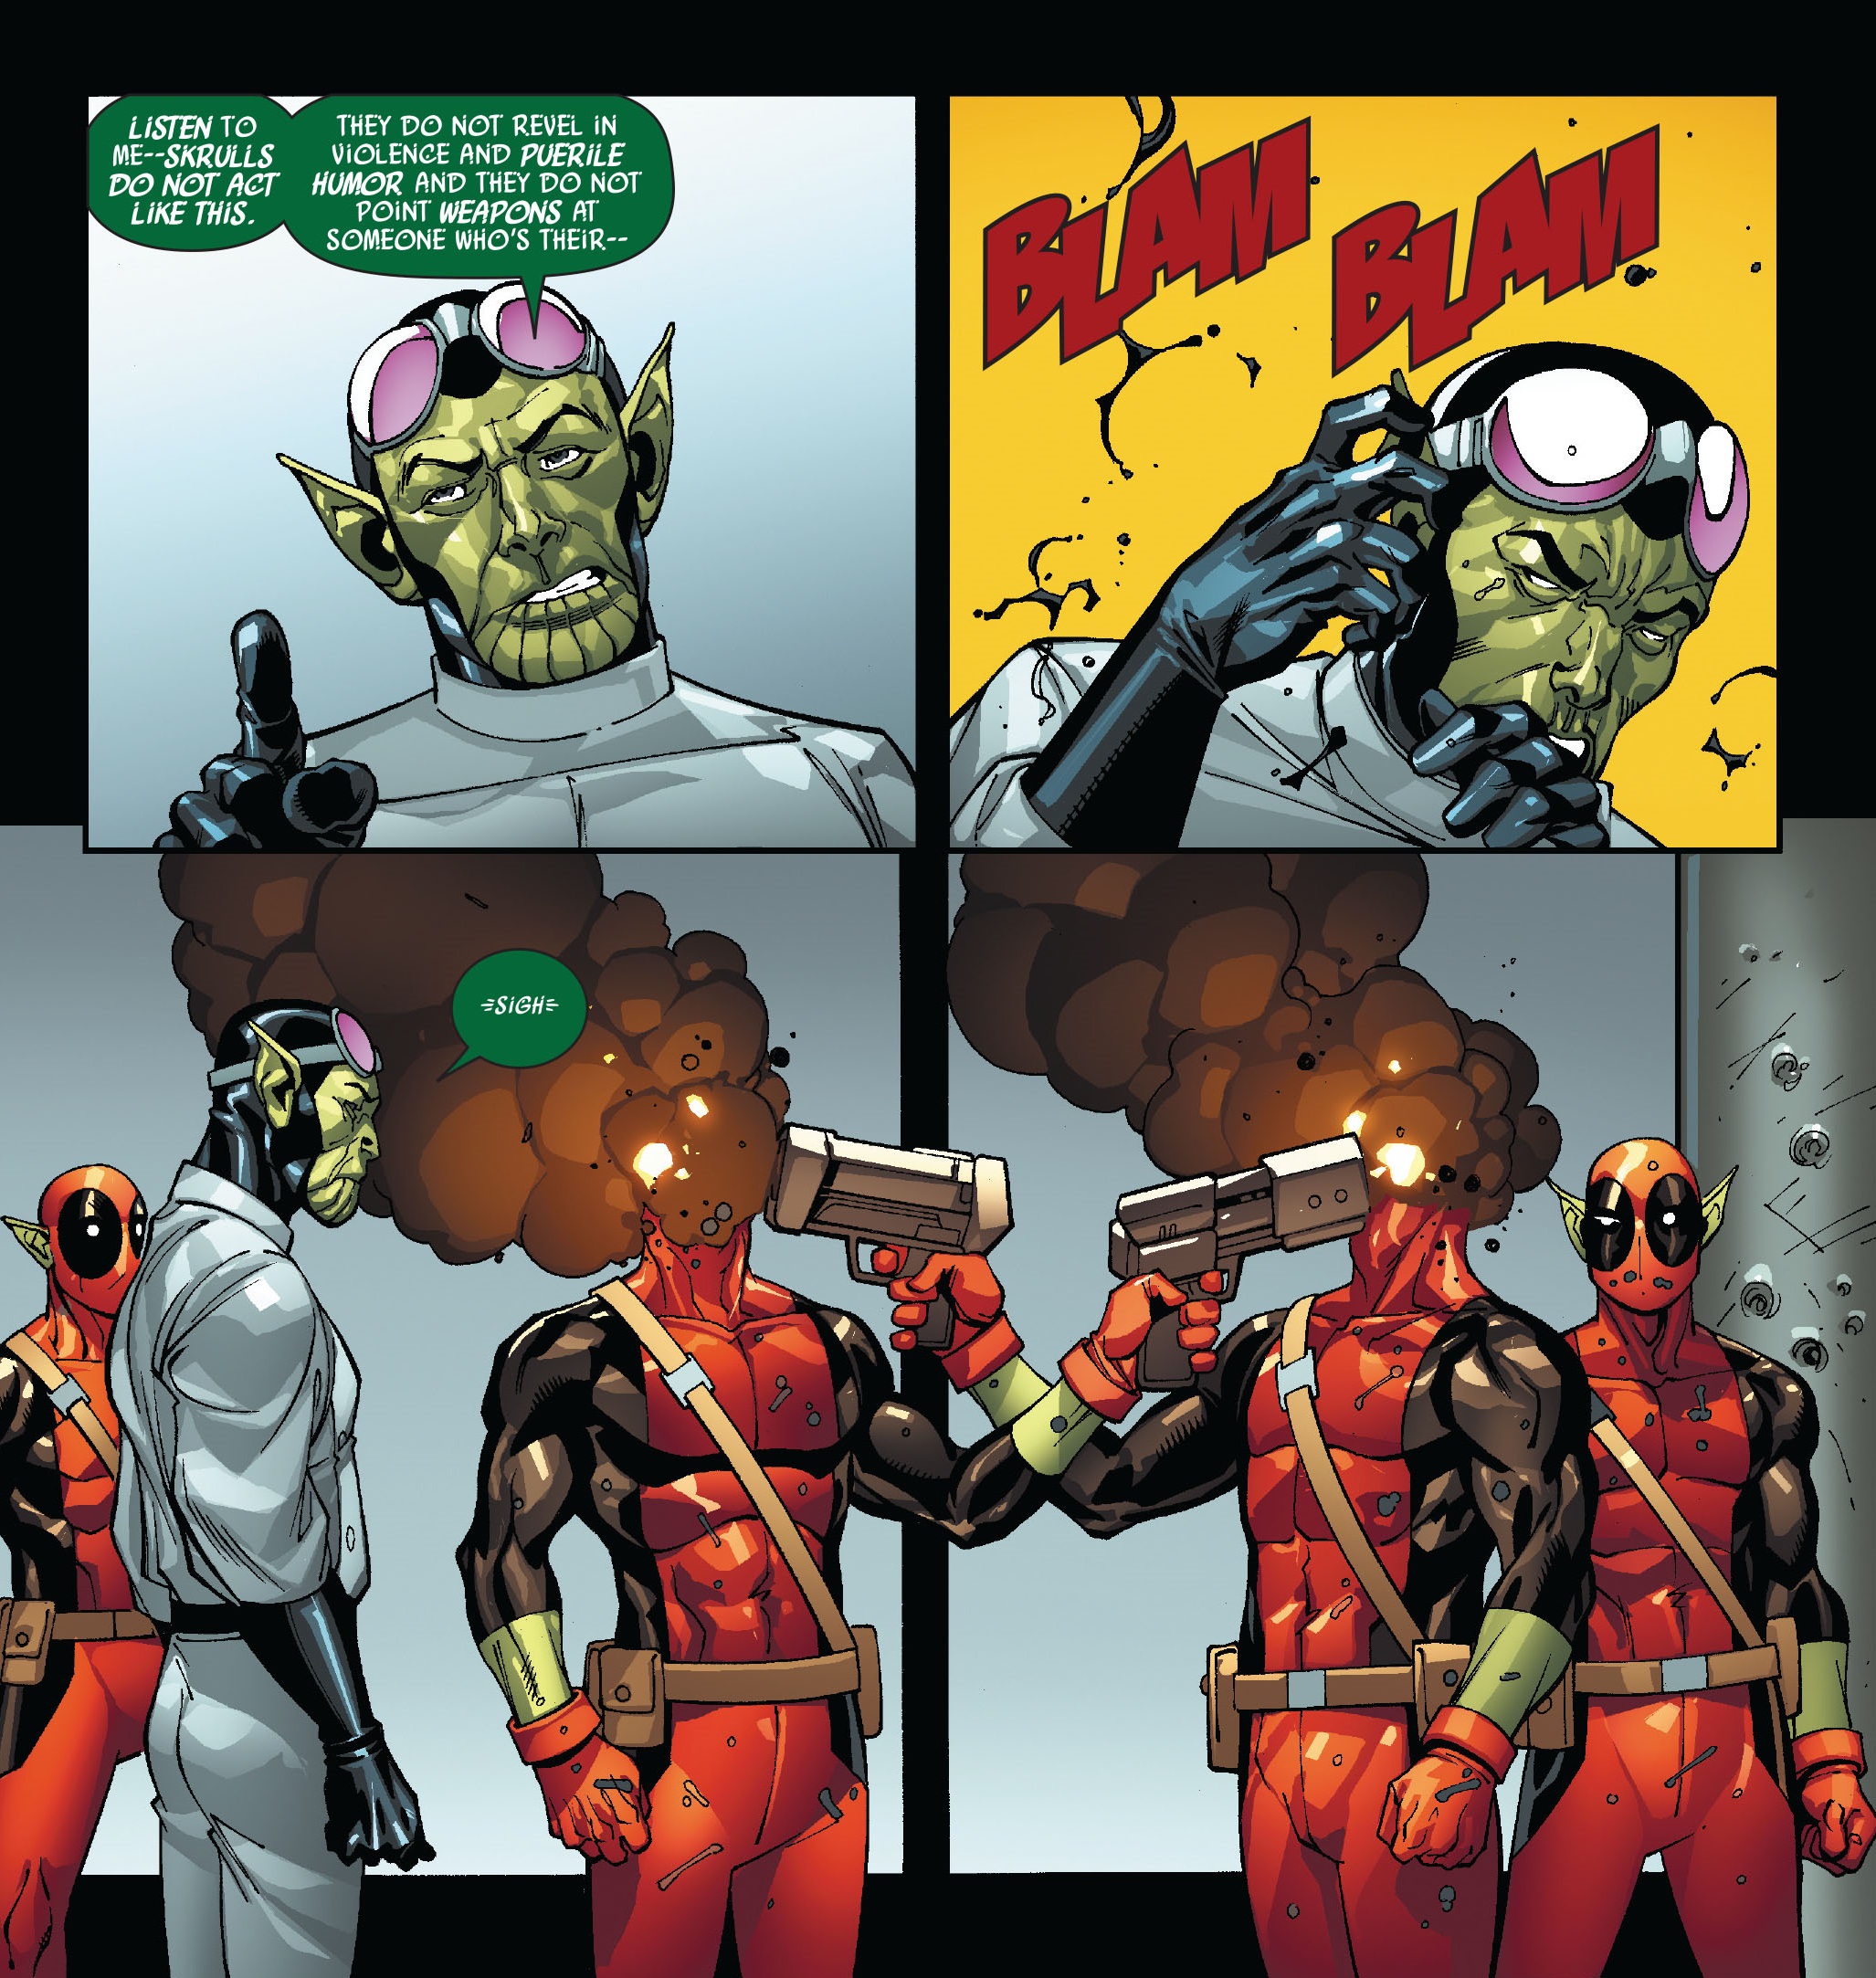 LISTEN TO
ME--SKRULLS
DO NOT ACT
LIKE THIS.
THEY DO NOT REVEL IN
VIOLENCE AND PUERILE
HUMOR AND THEY DO NOT
POINT WEAPONS AT
SOMEONE WHO'S THEIR--
BLAM
BLAM
=SIGH=